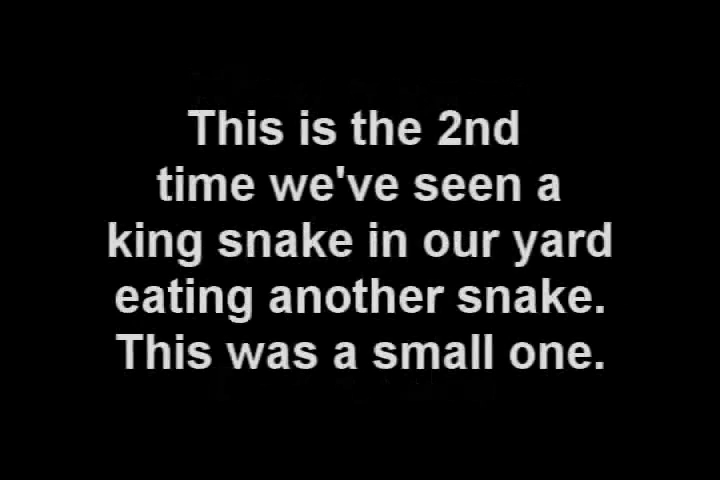 This is the 2nd
time we've seen a
king snake in our yard
eating another snake.
This was a small one.